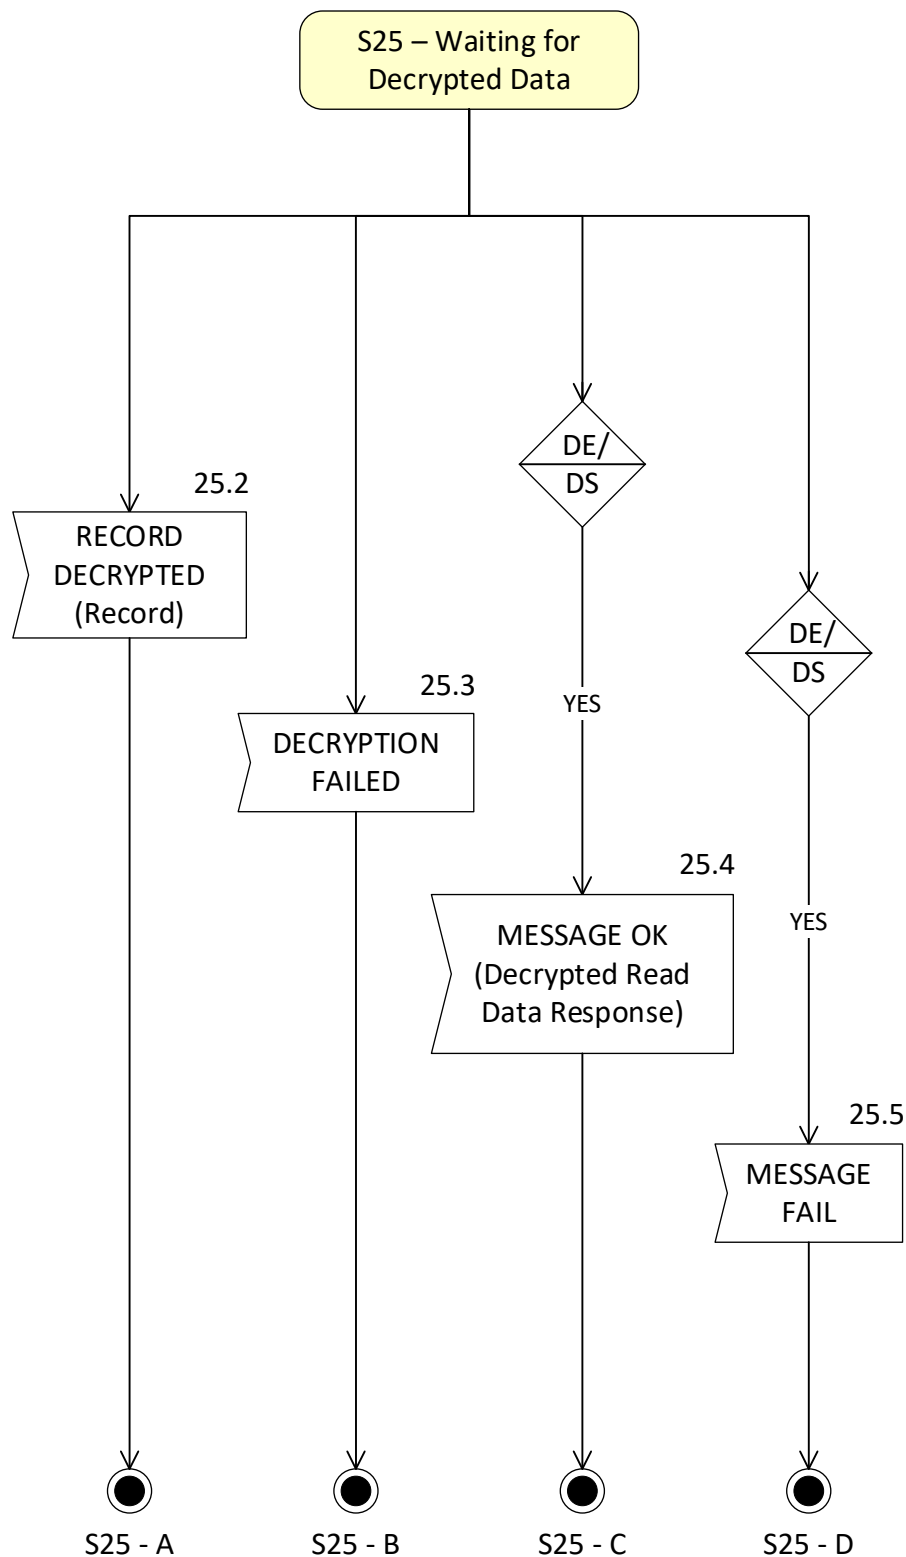 S25 – Waiting for
Decrypted Data
DE/
DS
25.2
RECORD
DECRYPTED
(Record)
DE/
DS
25.3
YES
DECRYPTION
FAILED
25.4
YES
MESSAGE OK
(Decrypted Read
Data Response)
25.5
MESSAGE
FAIL
S25 - A
S25 - B
S25 - C
S25 - D